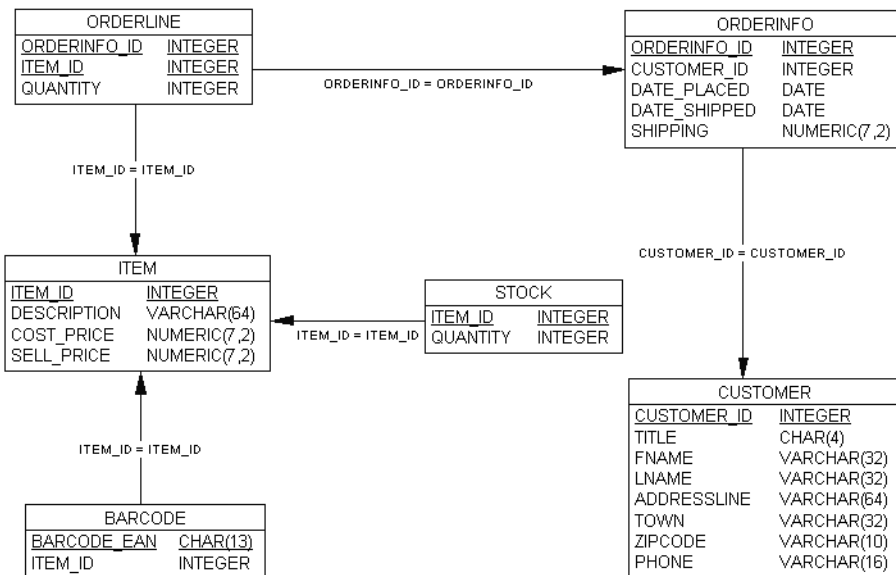 ORDERLINE
ORDERINFO_ID INTEGER
ITEM_ID INTEGER
QUANTITY INTEGER
ORDERINFO_ID = ORDERINFO_ID
ORDERINFO
ORDERINFO_ID INTEGER
CUSTOMER_ID INTEGER
DATE_PLACED DATE
DATE_SHIPPED DATE
SHIPPING NUMERIC(7,2)
ITEM_ID = ITEM_ID
CUSTOMER_ID = CUSTOMER_ID
ITEM
ITEM_ID INTEGER
DESCRIPTION VARCHAR(64)
COST_PRICE NUMERIC(7,2)
SELL_PRICE NUMERIC(7,2)
ITEM_ID = ITEM_ID
STOCK
ITEM_ID INTEGER
QUANTITY INTEGER
ITEM_ID = ITEM_ID
BARCODE
BARCODE_EAN CHAR(13)
ITEM_ID INTEGER
CUSTOMER
CUSTOMER_ID INTEGER
TITLE CHAR(4)
FNAME VARCHAR(32)
LNAME VARCHAR(32)
ADDRESSLINE VARCHAR(64)
TOWN VARCHAR(32)
ZIPCODE VARCHAR(10)
PHONE VARCHAR(16)